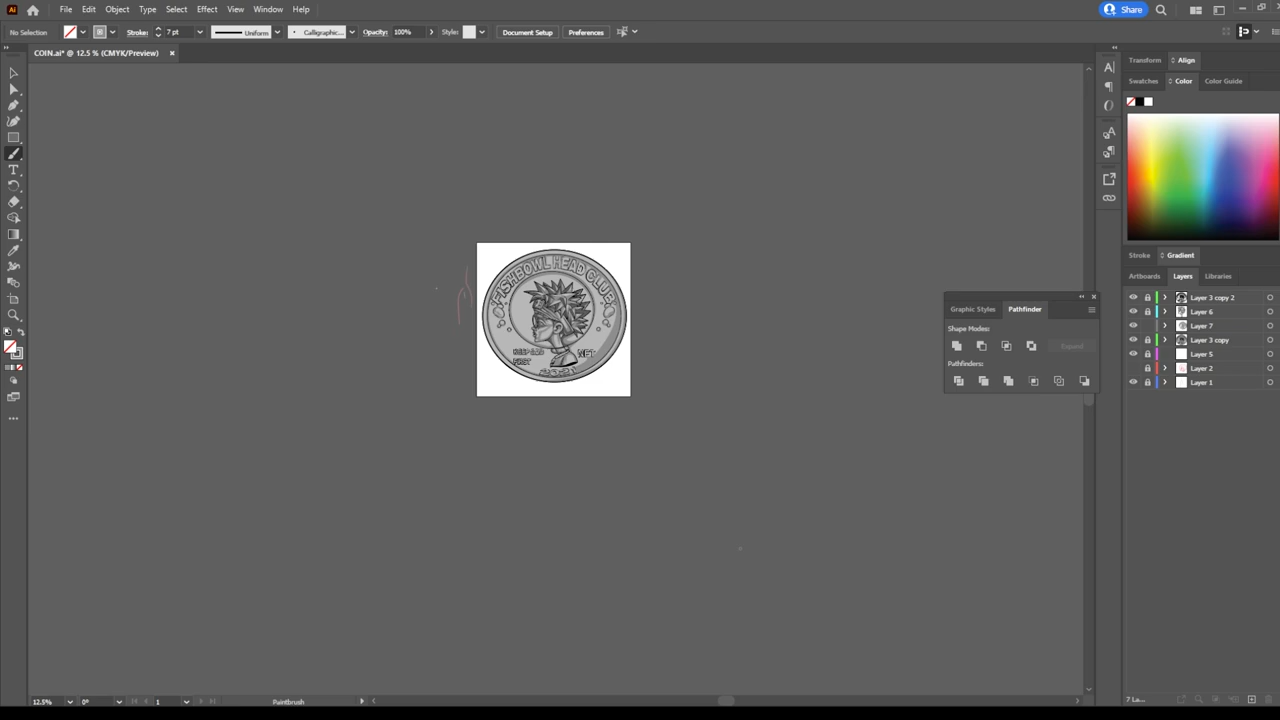 Ai File Edit Object Type Select Effect View Window Help Share
No Selection Stroke: 7 pt Uniform Calligraphic... Opacity: 100% Style: Document Setup Preferences
COIN.ai* @ 12.5 % (CMYK/Preview)
Transform Align
Swatches Color Color Guide
Stroke Gradient
Artboards Layers Libraries
Layer 3 copy 2
Layer 6
Layer 7
Layer 3 copy
Layer 5
Layer 2
Layer 1
Graphic Styles Pathfinder
Shape Modes:
Expand
Pathfinders:
FISHBOWL HEAD CLUB
NFT
12.5% 0° 1 Paintbrush
7 La...